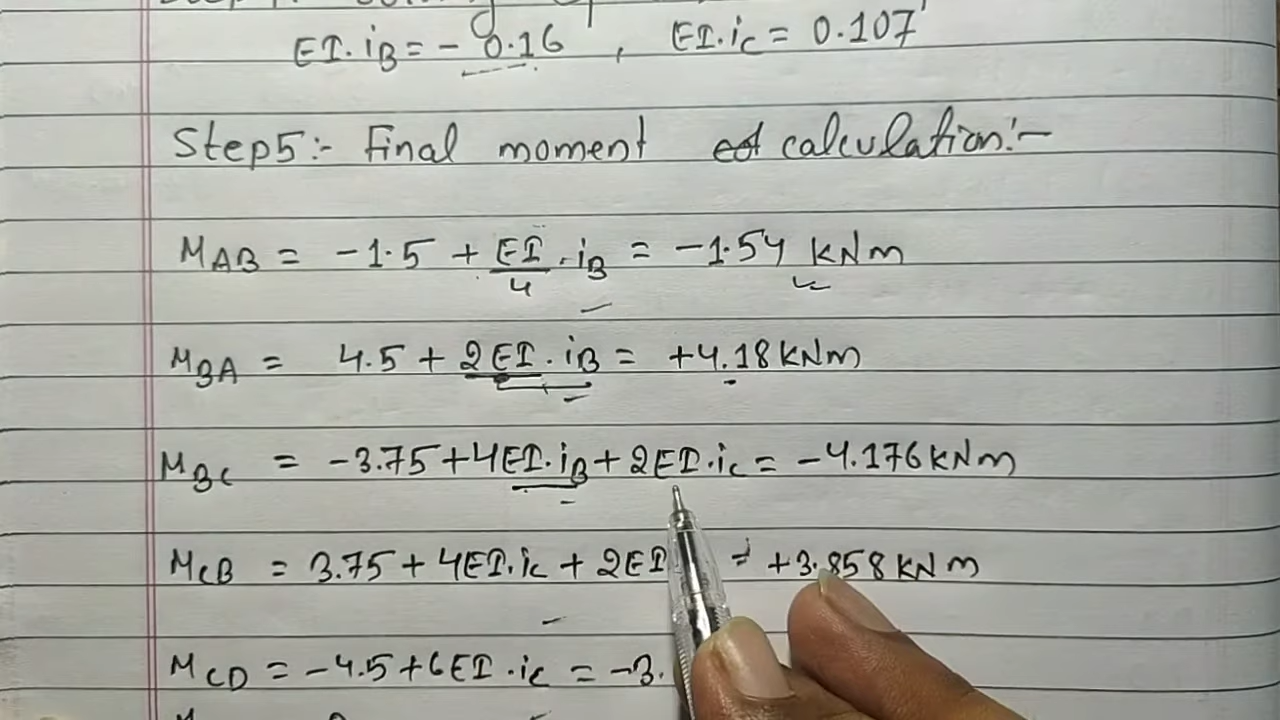 EI.iB = - 0.16 , EI.ic = 0.107
Step5:- Final moment calculation:-
MAB = -1.5 + EI/4 .iB = -1.54 kNm
MBA = 4.5 + 2EI.iB = +4.18 kNm
MBC = -3.75+4EI.iB+2EI.ic = -4.176 kNm
MCB = 3.75+4EI.ic + 2EI = +3.858 kNm
MCD = -4.5+6EI.ic = -3.